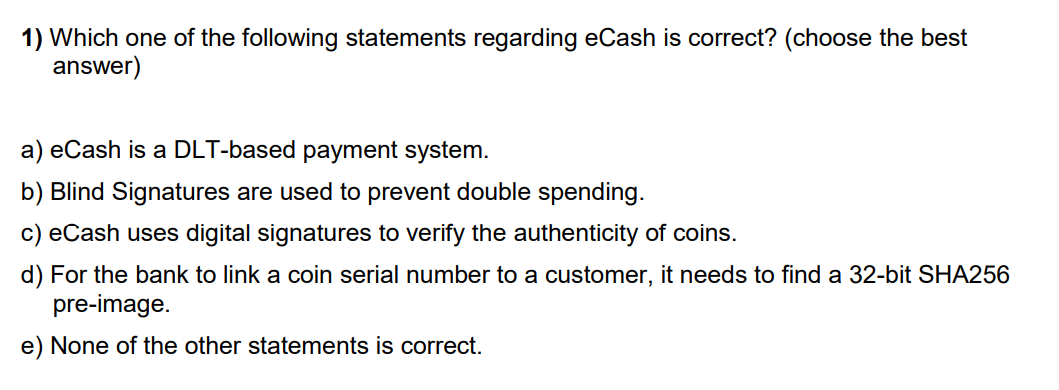 1) Which one of the following statements regarding eCash is correct? (choose the best
answer)
a) eCash is a DLT-based payment system.
b) Blind Signatures are used to prevent double spending.
c) eCash uses digital signatures to verify the authenticity of coins.
d) For the bank to link a coin serial number to a customer, it needs to find a 32-bit SHA256
pre-image.
e) None of the other statements is correct.